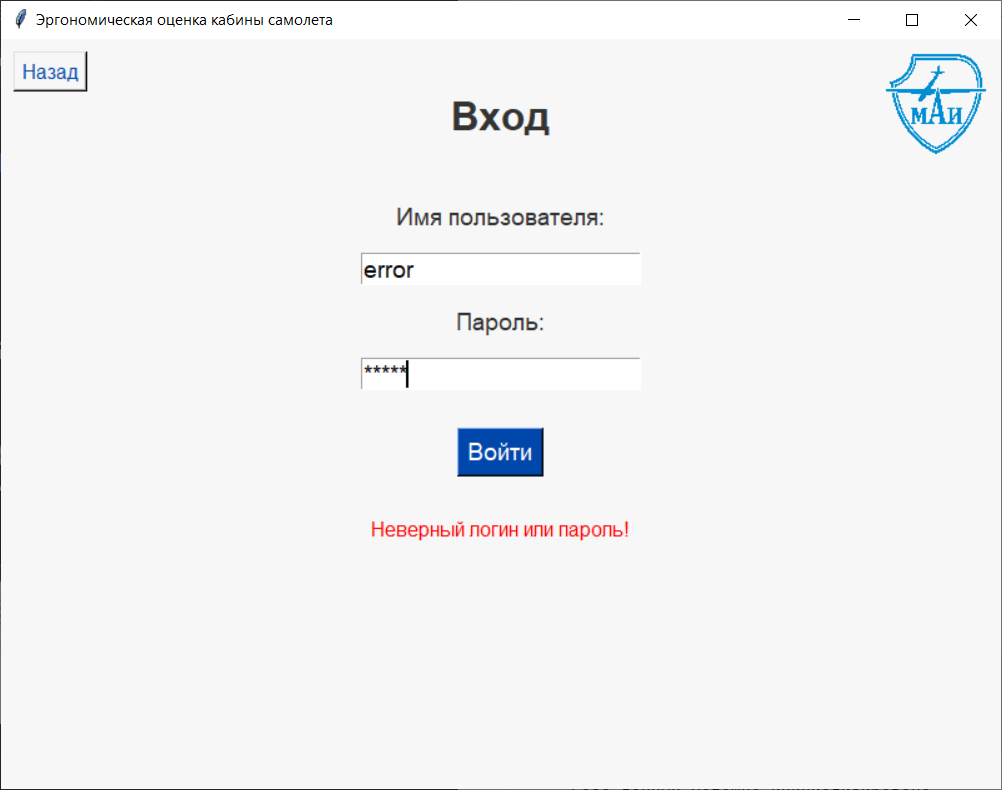 Эргономическая оценка кабины самолета
Назад
МАИ
Вход
Имя пользователя:
error
Пароль:
*****
Войти
Неверный логин или пароль!